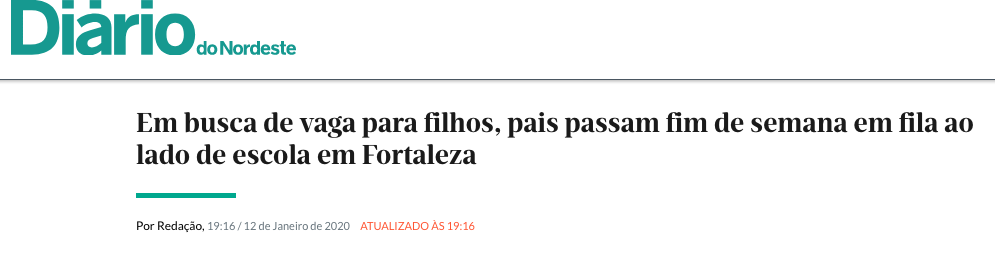 Diário do Nordeste
Em busca de vaga para filhos, pais passam fim de semana em fila ao
lado de escola em Fortaleza
Por Redação, 19:16 / 12 de Janeiro de 2020 ATUALIZADO ÀS 19:16